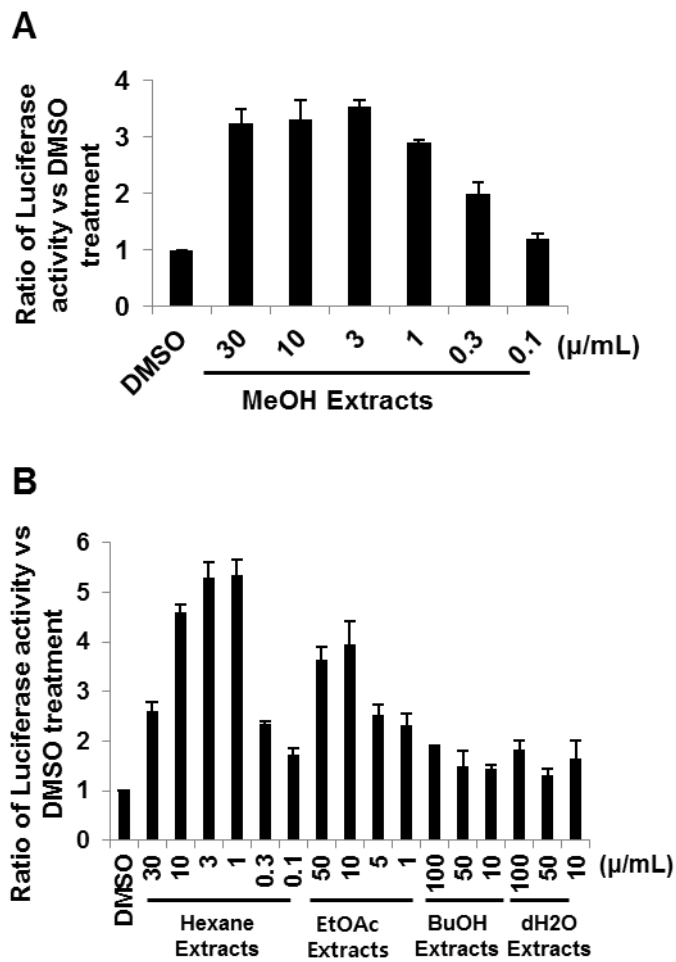 A
Ratio of Luciferase
activity vs DMSO
treatment
4
3
2
1
0
DMSO 30 10 3 1 0.3 0.1 (µ/mL)
MeOH Extracts
B
Ratio of Luciferase activity vs
DMSO treatment
6
5
4
3
2
1
0
DMSO 30 10 3 1 0.3 0.1 50 10 5 1 100 50 10 100 50 10 (µ/mL)
Hexane EtOAc BuOH dH2O
Extracts Extracts Extracts Extracts